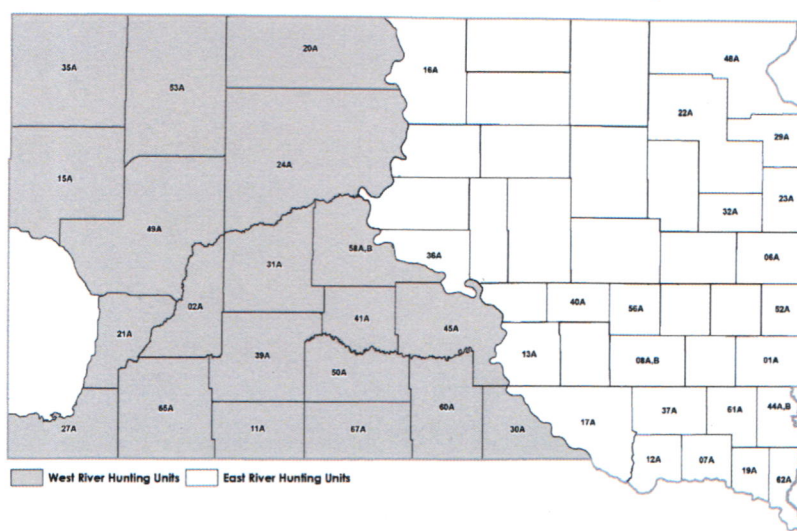 20A
35A
53A
16A
48A
22A
29A
15A
24A
23A
32A
49A
58A,B
36A
06A
31A
02A
40A
56A
52A
41A
45A
21A
13A
08A,B
01A
39A
50A
65A
60A
37A
61A
44A,B
27A
11A
67A
30A
17A
12A
07A
19A
62A
West River Hunting Units
East River Hunting Units